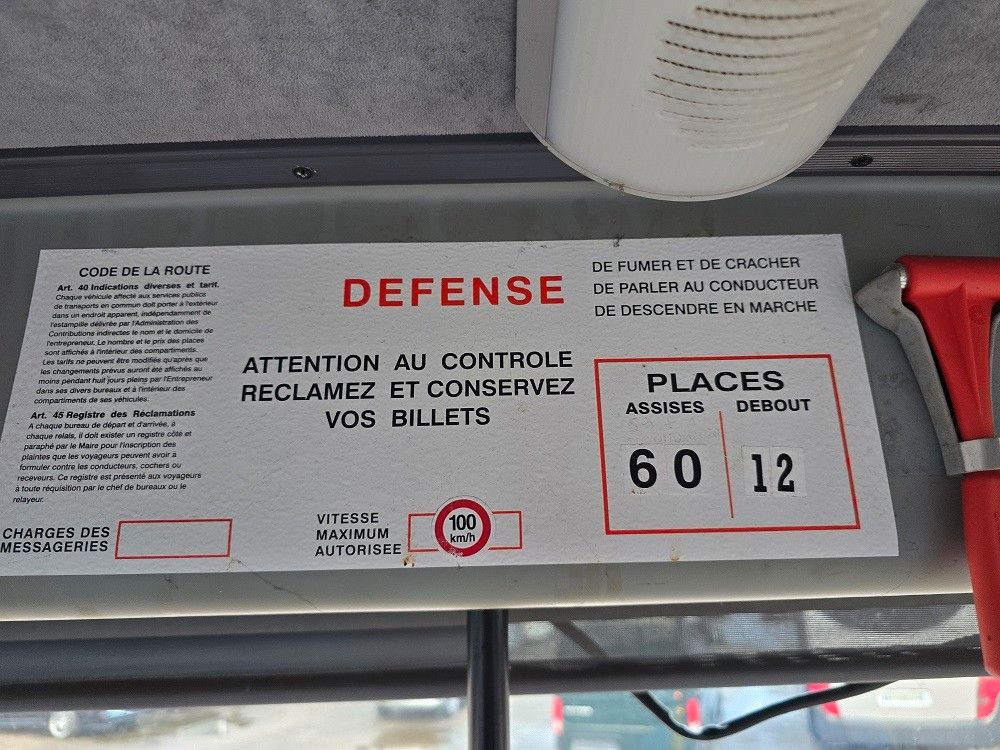 CODE DE LA ROUTE
Art. 40 Indications diverses et tarif.
Chaque véhicule affecté aux services publics
de transports en commun doit porter à l'extérieur
dans un endroit apparent, indépendamment de
l'estampille délivrée par l'Administration des
Contributions indirectes le nom et le domicile de
l'entrepreneur. Le nombre et le prix des places
sont affichés à l'intérieur des compartiments.
Les tarifs ne peuvent être modifiés qu'après que
les changements prévus auront été affichés au
moins pendant huit jours pleins par l'Entrepreneur
dans ses divers bureaux et à l'intérieur des
compartiments de ses véhicules.
Art. 45 Registre des Réclamations
A chaque bureau de départ et d'arrivée, à
chaque relais, il doit exister un registre côté et
paraphé par le Maire pour l'inscription des
plaintes que les voyageurs peuvent avoir à
formuler contre les conducteurs, cochers ou
receveurs. Ce registre est présenté aux voyageurs
à toute réquisition par le chef de bureaux ou le
relayeur.
CHARGES DES
MESSAGERIES
DEFENSE
DE FUMER ET DE CRACHER
DE PARLER AU CONDUCTEUR
DE DESCENDRE EN MARCHE
ATTENTION AU CONTROLE
RECLAMEZ ET CONSERVEZ
VOS BILLETS
VITESSE
MAXIMUM
AUTORISEE
100
km/h
PLACES
ASSISES DEBOUT
60 12